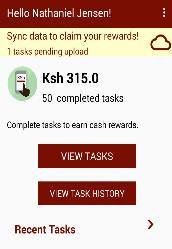 Hello Nathaniel Jensen!
Sync data to claim your rewards!
1 tasks pending upload
Ksh 315.0
50 completed tasks
Complete tasks to earn cash rewards.
VIEW TASKS
VIEW TASK HISTORY
Recent Tasks